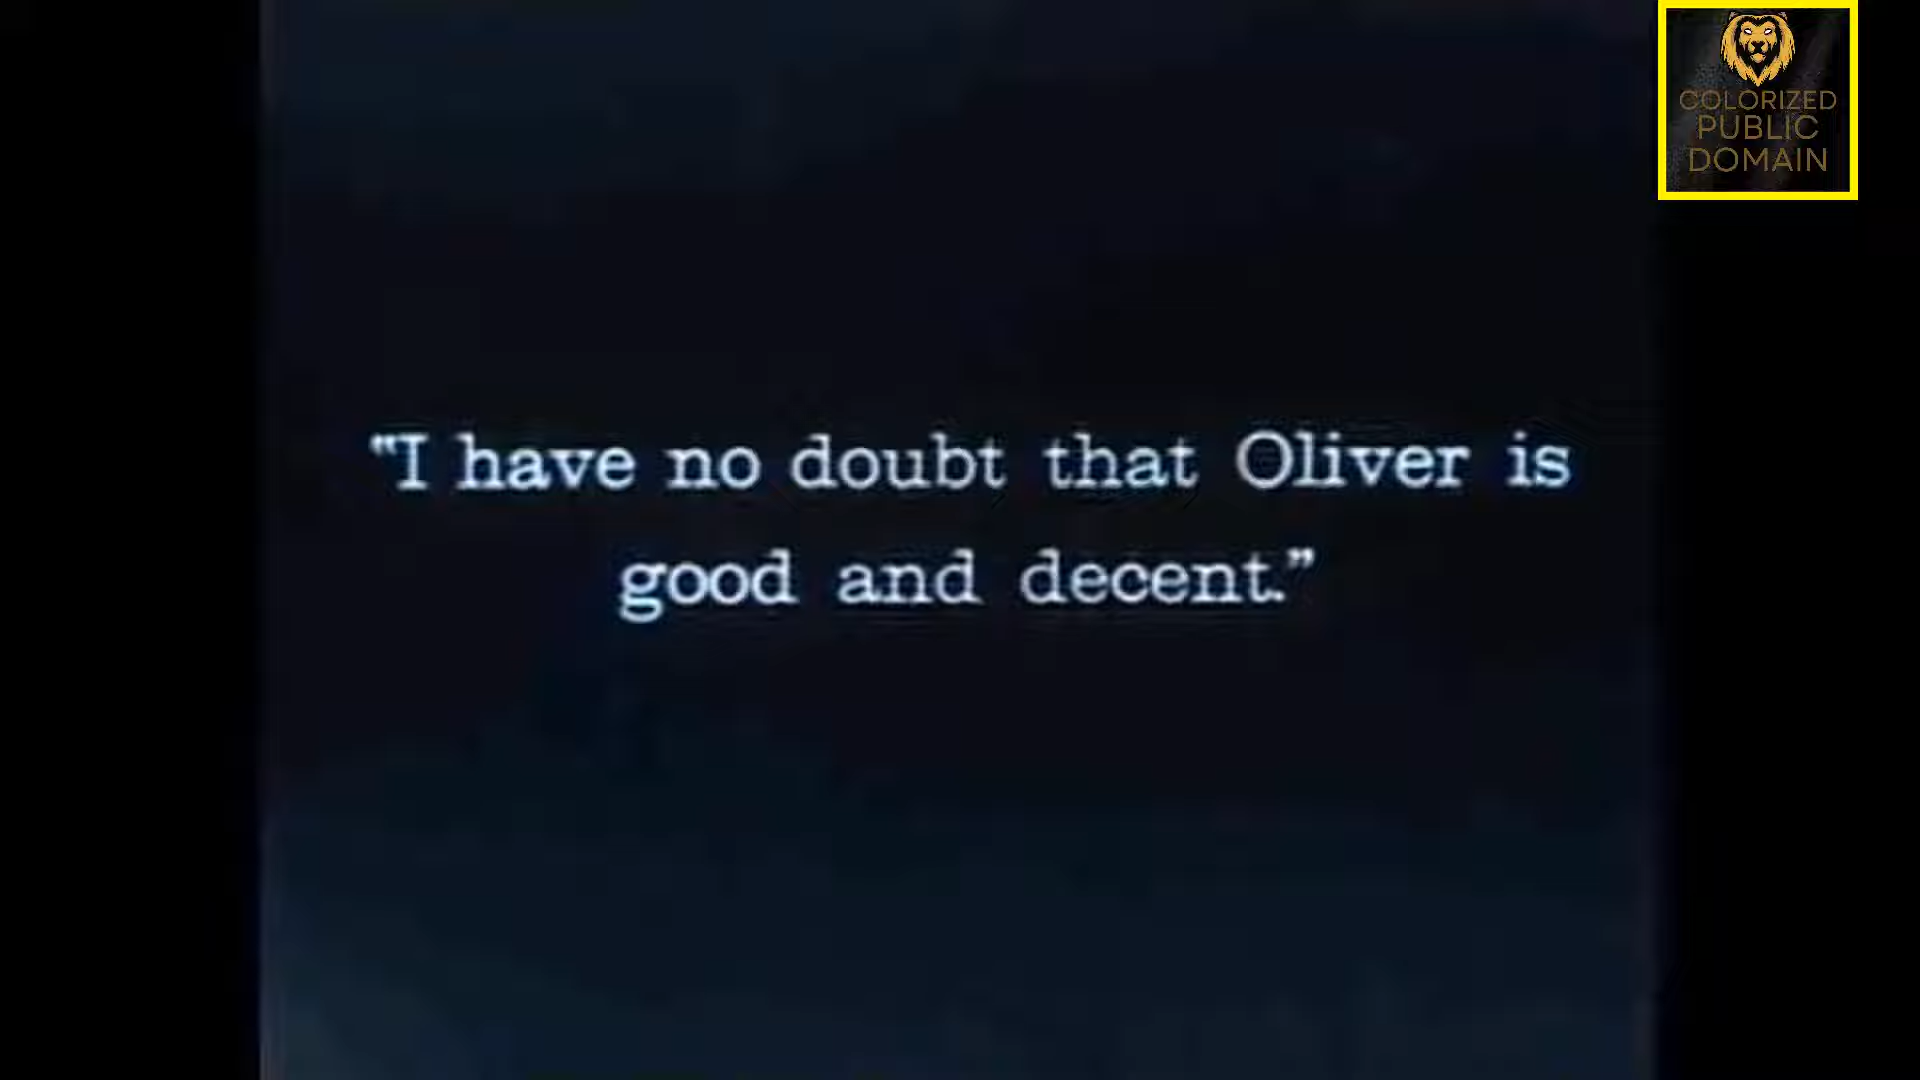 COLORIZED
PUBLIC
DOMAIN
"I have no doubt that Oliver is
good and decent."